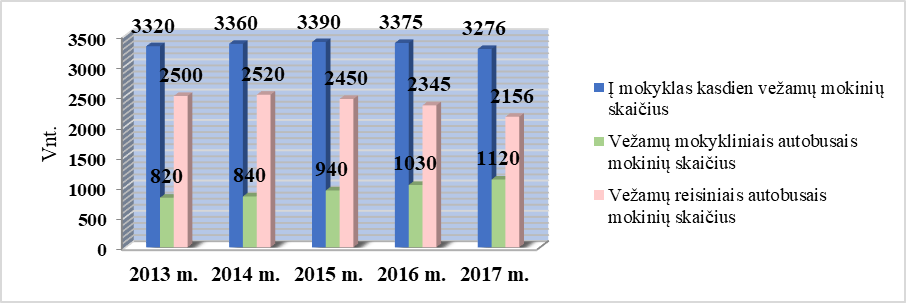 3320 3360 3390 3375 3276
3500
3000
2500
2000
1500
1000
500
0
Vnt.
2500 2520 2450 2345 2156
820 840 940 1030 1120
2013 m. 2014 m. 2015 m. 2016 m. 2017 m.
Į mokyklas kasdien vežamų mokinių
skaičius
Vežamų mokykliniais autobusais
mokinių skaičius
Vežamų reisiniais autobusais
mokinių skaičius